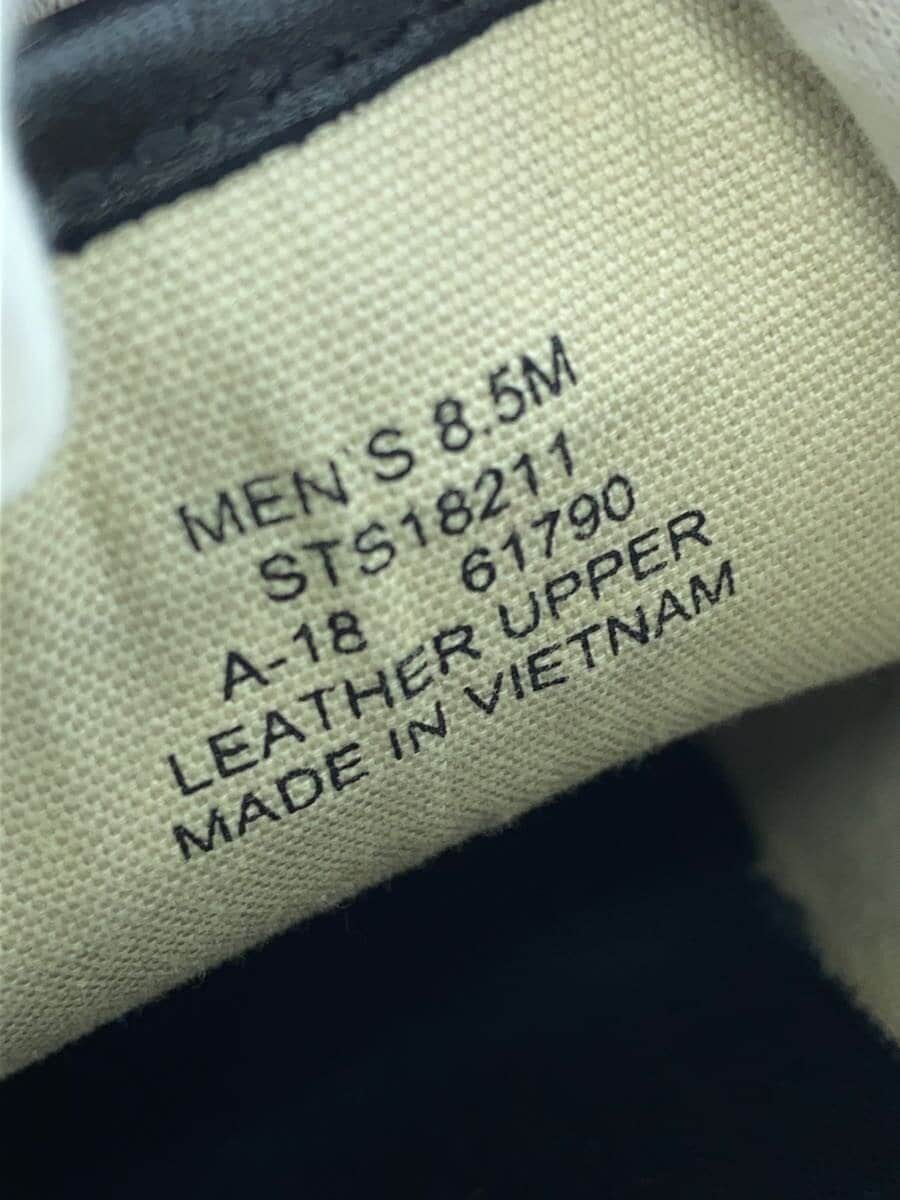 MEN'S 8.5M
STS18211
A-18 61790
LEATHER UPPER
MADE IN VIETNAM